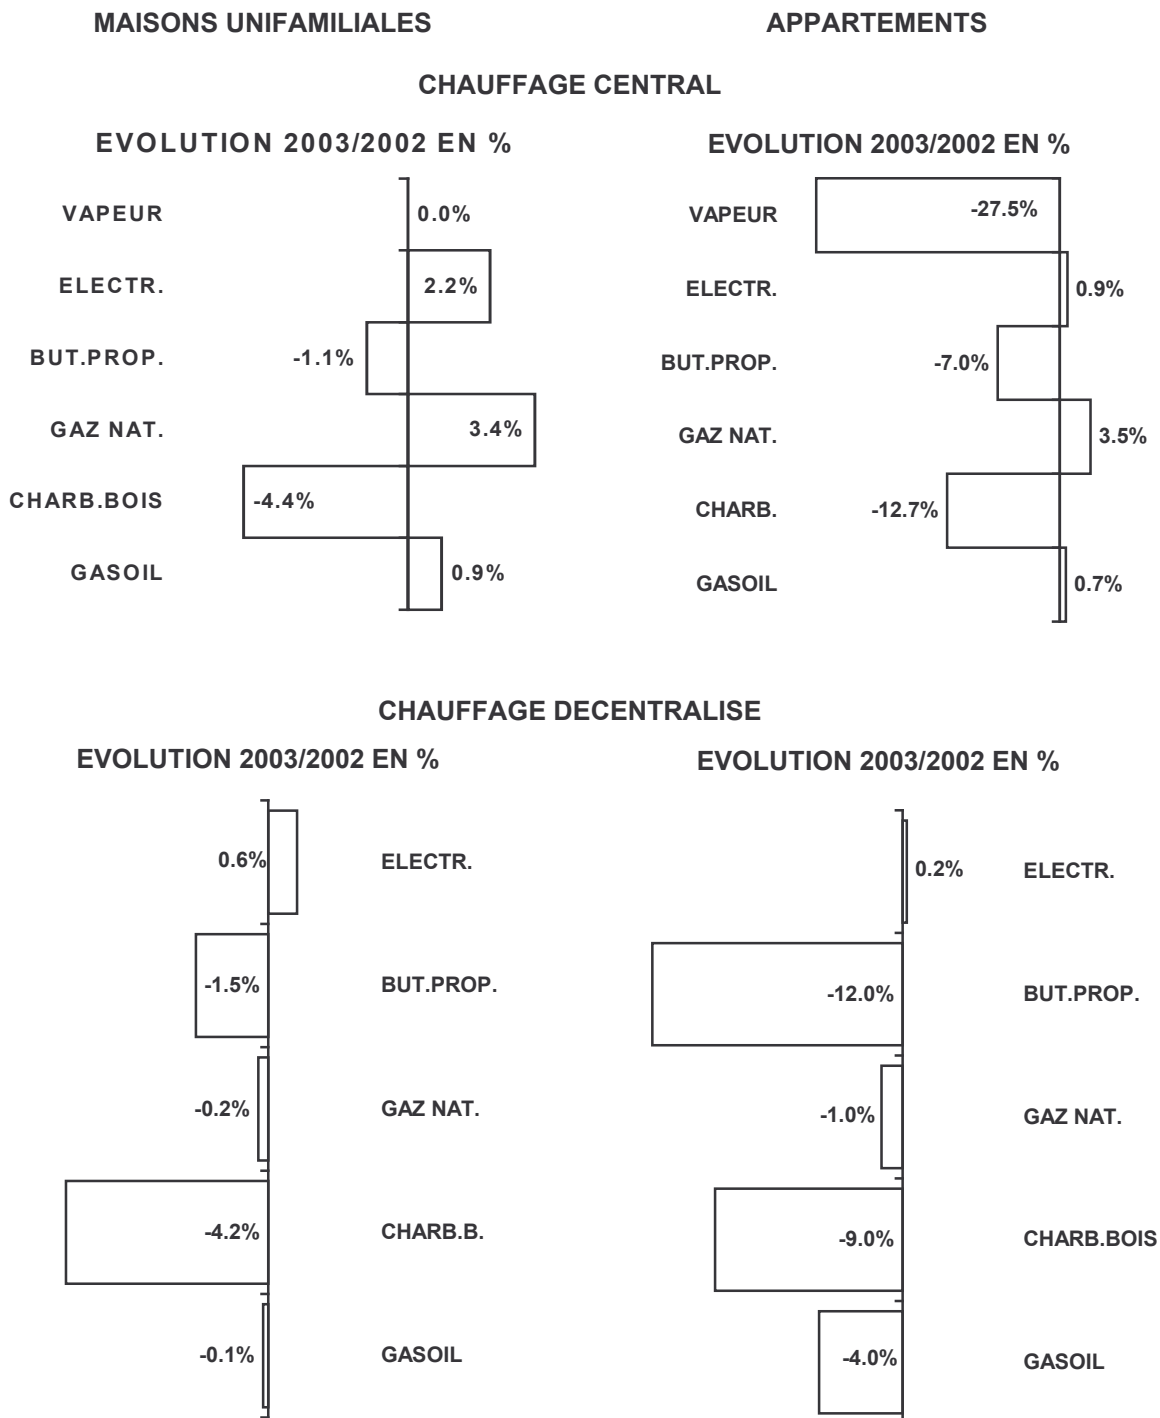 MAISONS UNIFAMILIALES
APPARTEMENTS
CHAUFFAGE CENTRAL
EVOLUTION 2003/2002 EN %
VAPEUR 0.0%
ELECTR. 2.2%
BUT.PROP. -1.1%
GAZ NAT. 3.4%
CHARB.BOIS -4.4%
GASOIL 0.9%
EVOLUTION 2003/2002 EN %
VAPEUR -27.5%
ELECTR. 0.9%
BUT.PROP. -7.0%
GAZ NAT. 3.5%
CHARB. -12.7%
GASOIL 0.7%
CHAUFFAGE DECENTRALISE
EVOLUTION 2003/2002 EN %
0.6% ELECTR.
-1.5% BUT.PROP.
-0.2% GAZ NAT.
-4.2% CHARB.B.
-0.1% GASOIL
EVOLUTION 2003/2002 EN %
0.2% ELECTR.
-12.0% BUT.PROP.
-1.0% GAZ NAT.
-9.0% CHARB.BOIS
-4.0% GASOIL